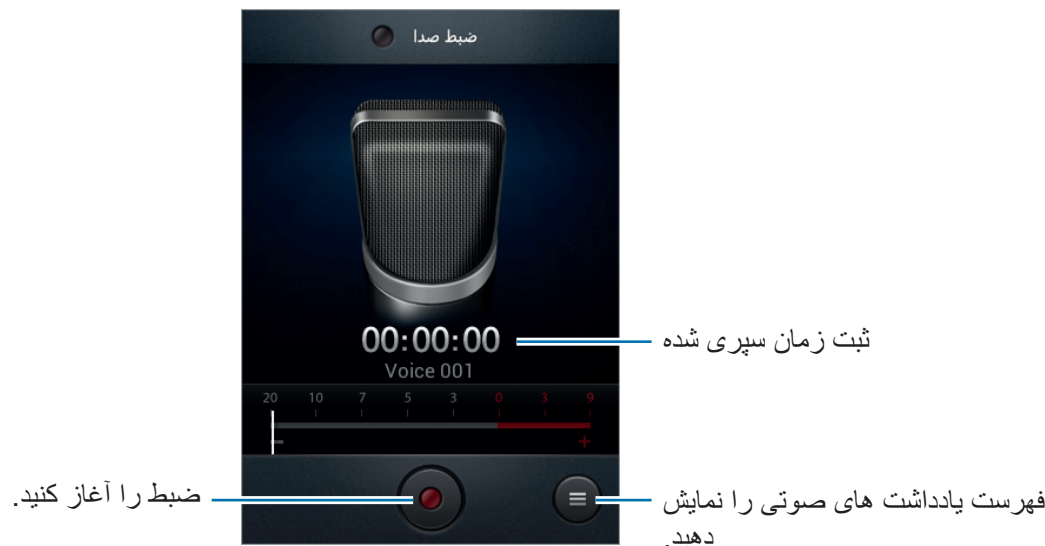 ضبط صدا
00:00:00
ثبت زمان سپری شده
Voice 001
20 10 7 5 3 0 3 9
- +
ضبط را آغاز کنید.
فهرست یادداشت های صوتی را نمایش
دهید.